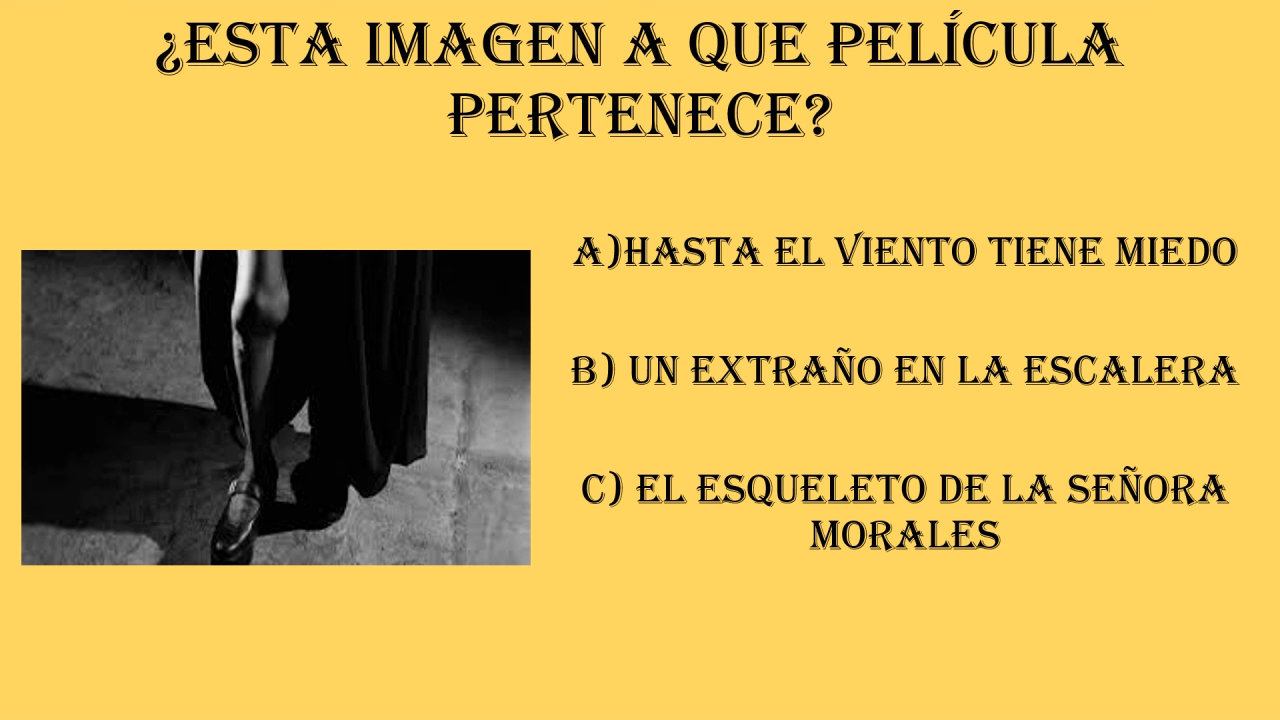 ¿ESTA IMAGEN A QUE PELÍCULA
PERTENECE?
A)HASTA EL VIENTO TIENE MIEDO
B) UN EXTRAÑO EN LA ESCALERA
C) EL ESQUELETO DE LA SEÑORA
MORALES